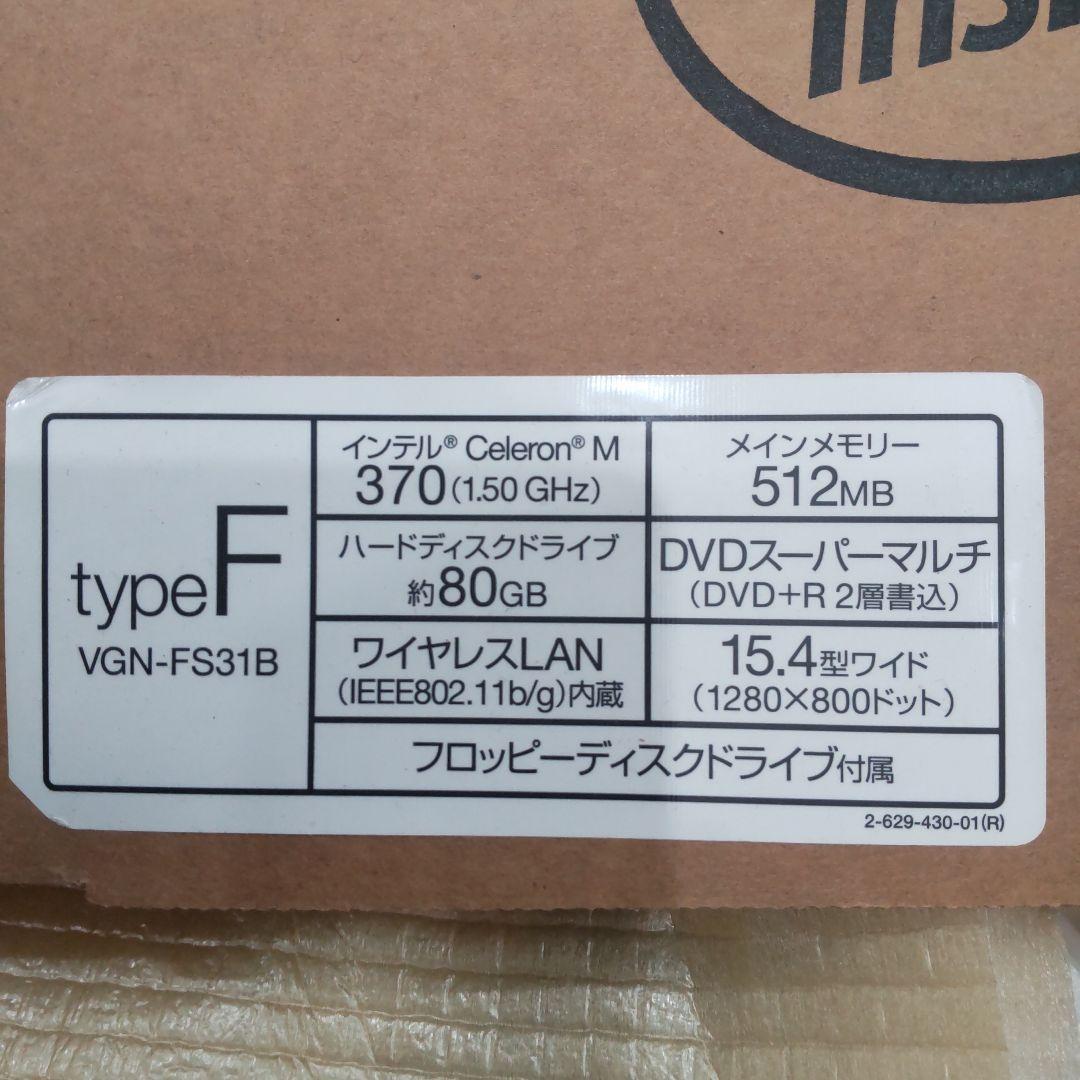 insi
typeF
VGN-FS31B
インテル® Celeron® M
370(1.50 GHz)
メインメモリー
512MB
ハードディスクドライブ
約80GB
DVDスーパーマルチ
(DVD+R 2層書込)
ワイヤレスLAN
(IEEE802.11b/g)内蔵
15.4型ワイド
(1280×800ドット)
フロッピーディスクドライブ付属
2-629-430-01(R)